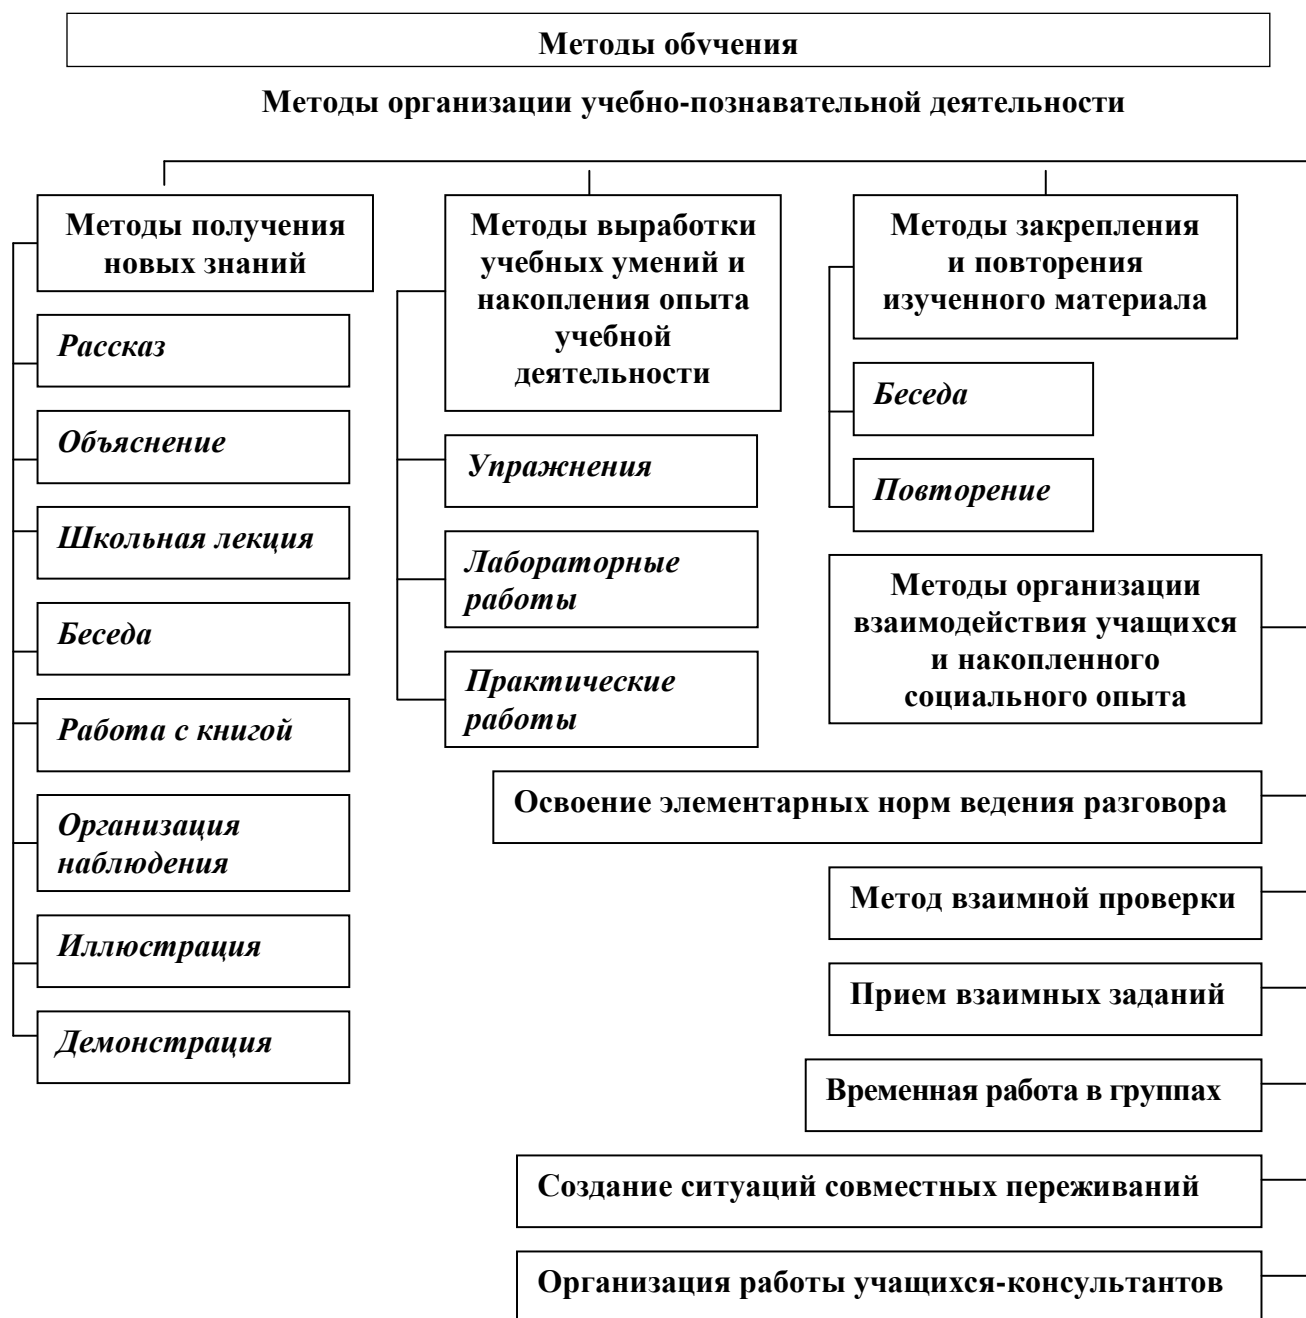 Методы обучения
Методы организации учебно-познавательной деятельности
Методы получения
новых знаний
Рассказ
Объяснение
Школьная лекция
Беседа
Работа с книгой
Организация
наблюдения
Иллюстрация
Демонстрация
Методы выработки
учебных умений и
накопления опыта
учебной
деятельности
Упражнения
Лабораторные
работы
Практические
работы
Методы закрепления
и повторения
изученного материала
Беседа
Повторение
Методы организации
взаимодействия учащихся
и накопленного
социального опыта
Освоение элементарных норм ведения разговора
Метод взаимной проверки
Прием взаимных заданий
Временная работа в группах
Создание ситуаций совместных переживаний
Организация работы учащихся-консультантов